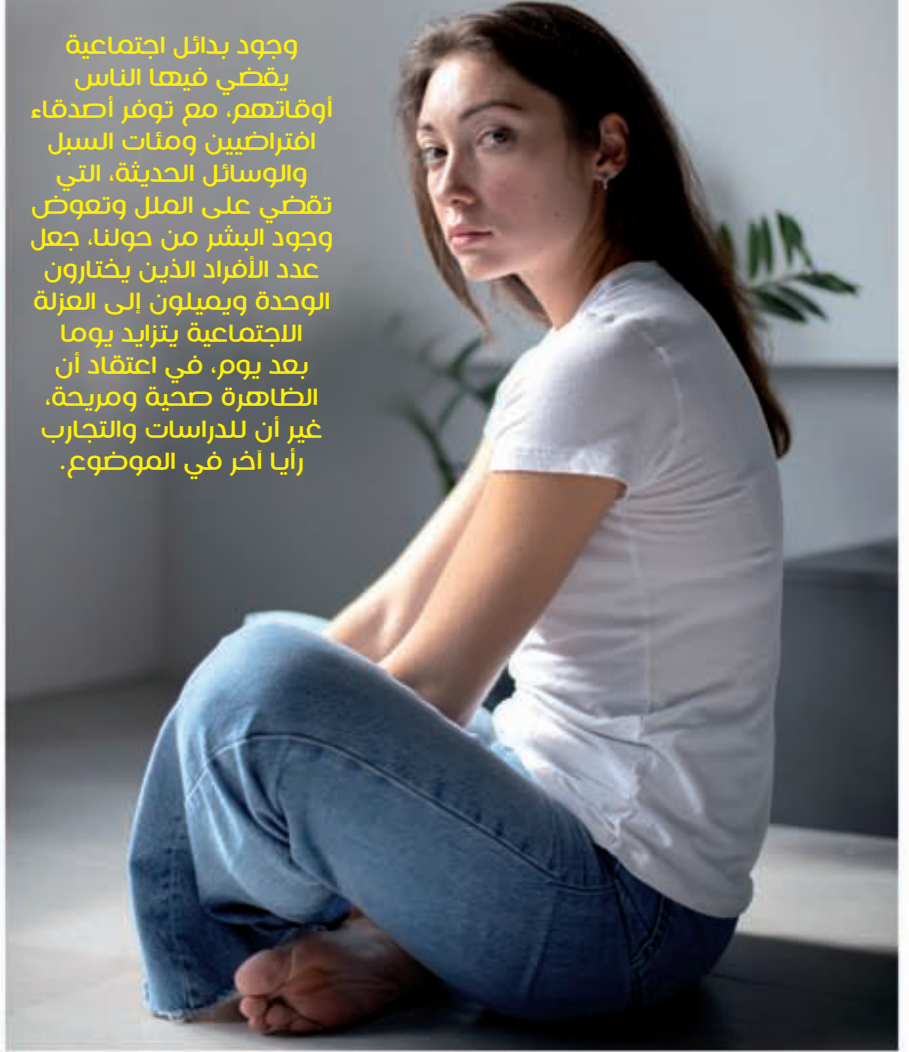 وجود بدائل اجتماعية
يقضي فيها الناس
أوقاتهم، مع توفر أصدقاء
افتراضيين ومئات السبل
والوسائل الحديثة، التي
تقضي على الملل وتعوض
وجود البشر من حولنا، جعل
عدد الأفراد الذين يختارون
الوحدة ويميلون إلى العزلة
الاجتماعية يتزايد يوما
بعد يوم، في اعتقاد أن
الظاهرة صحية ومريحة،
غير أن للدراسات والتجارب
رأيا آخر في الموضوع.